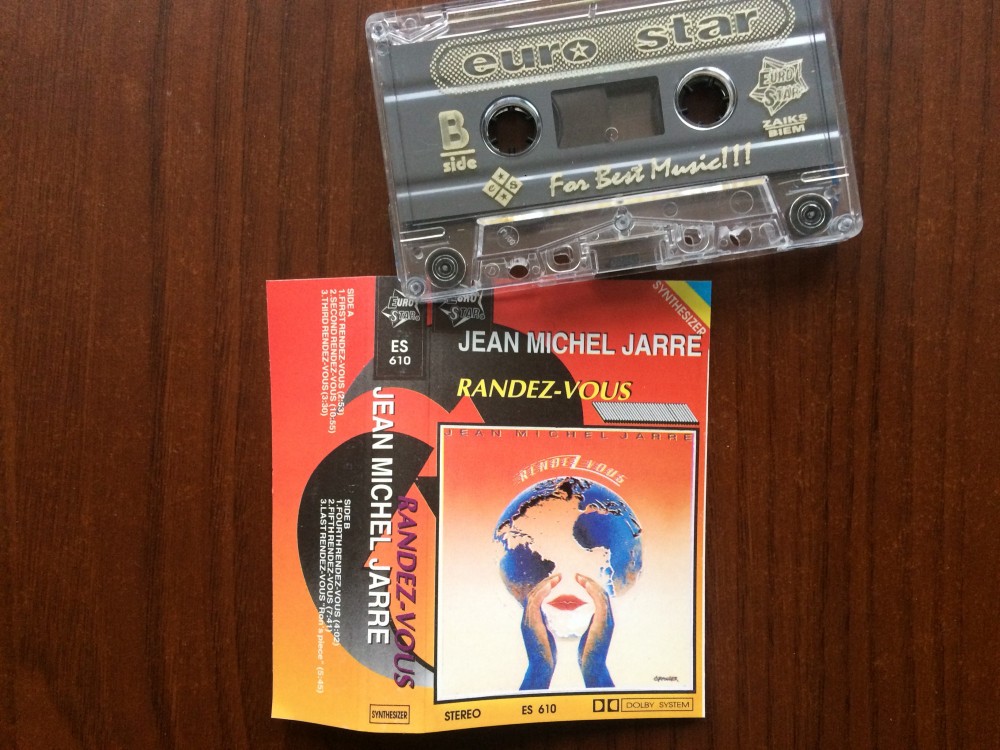 euro star
B
side
EURO
STAR
ZAIKS
BIEM
For Best Music!!!
SIDE A
1.FIRST RENDEZ-VOUS (2:53)
2.SECOND RENDEZ-VOUS (10:55)
3.THIRD RENDEZ-VOUS (3:30)
SIDE B
1.FOURTH RENDEZ-VOUS (4:02)
2.FIFTH RENDEZ-VOUS (7:41)
3.LAST RENDEZ-VOUS "Ron's piece" (5:45)
EURO
STAR
ES
610
JEAN MICHEL JARRE
RANDEZ-VOUS
SYNTHESIZER
EURO
STAR
SYNTHESIZER
JEAN MICHEL JARRE
RANDEZ-VOUS
JEAN MICHEL JARRE
RENDEZ VOUS
GRANGER
STEREO
ES 610
DOLBY SYSTEM